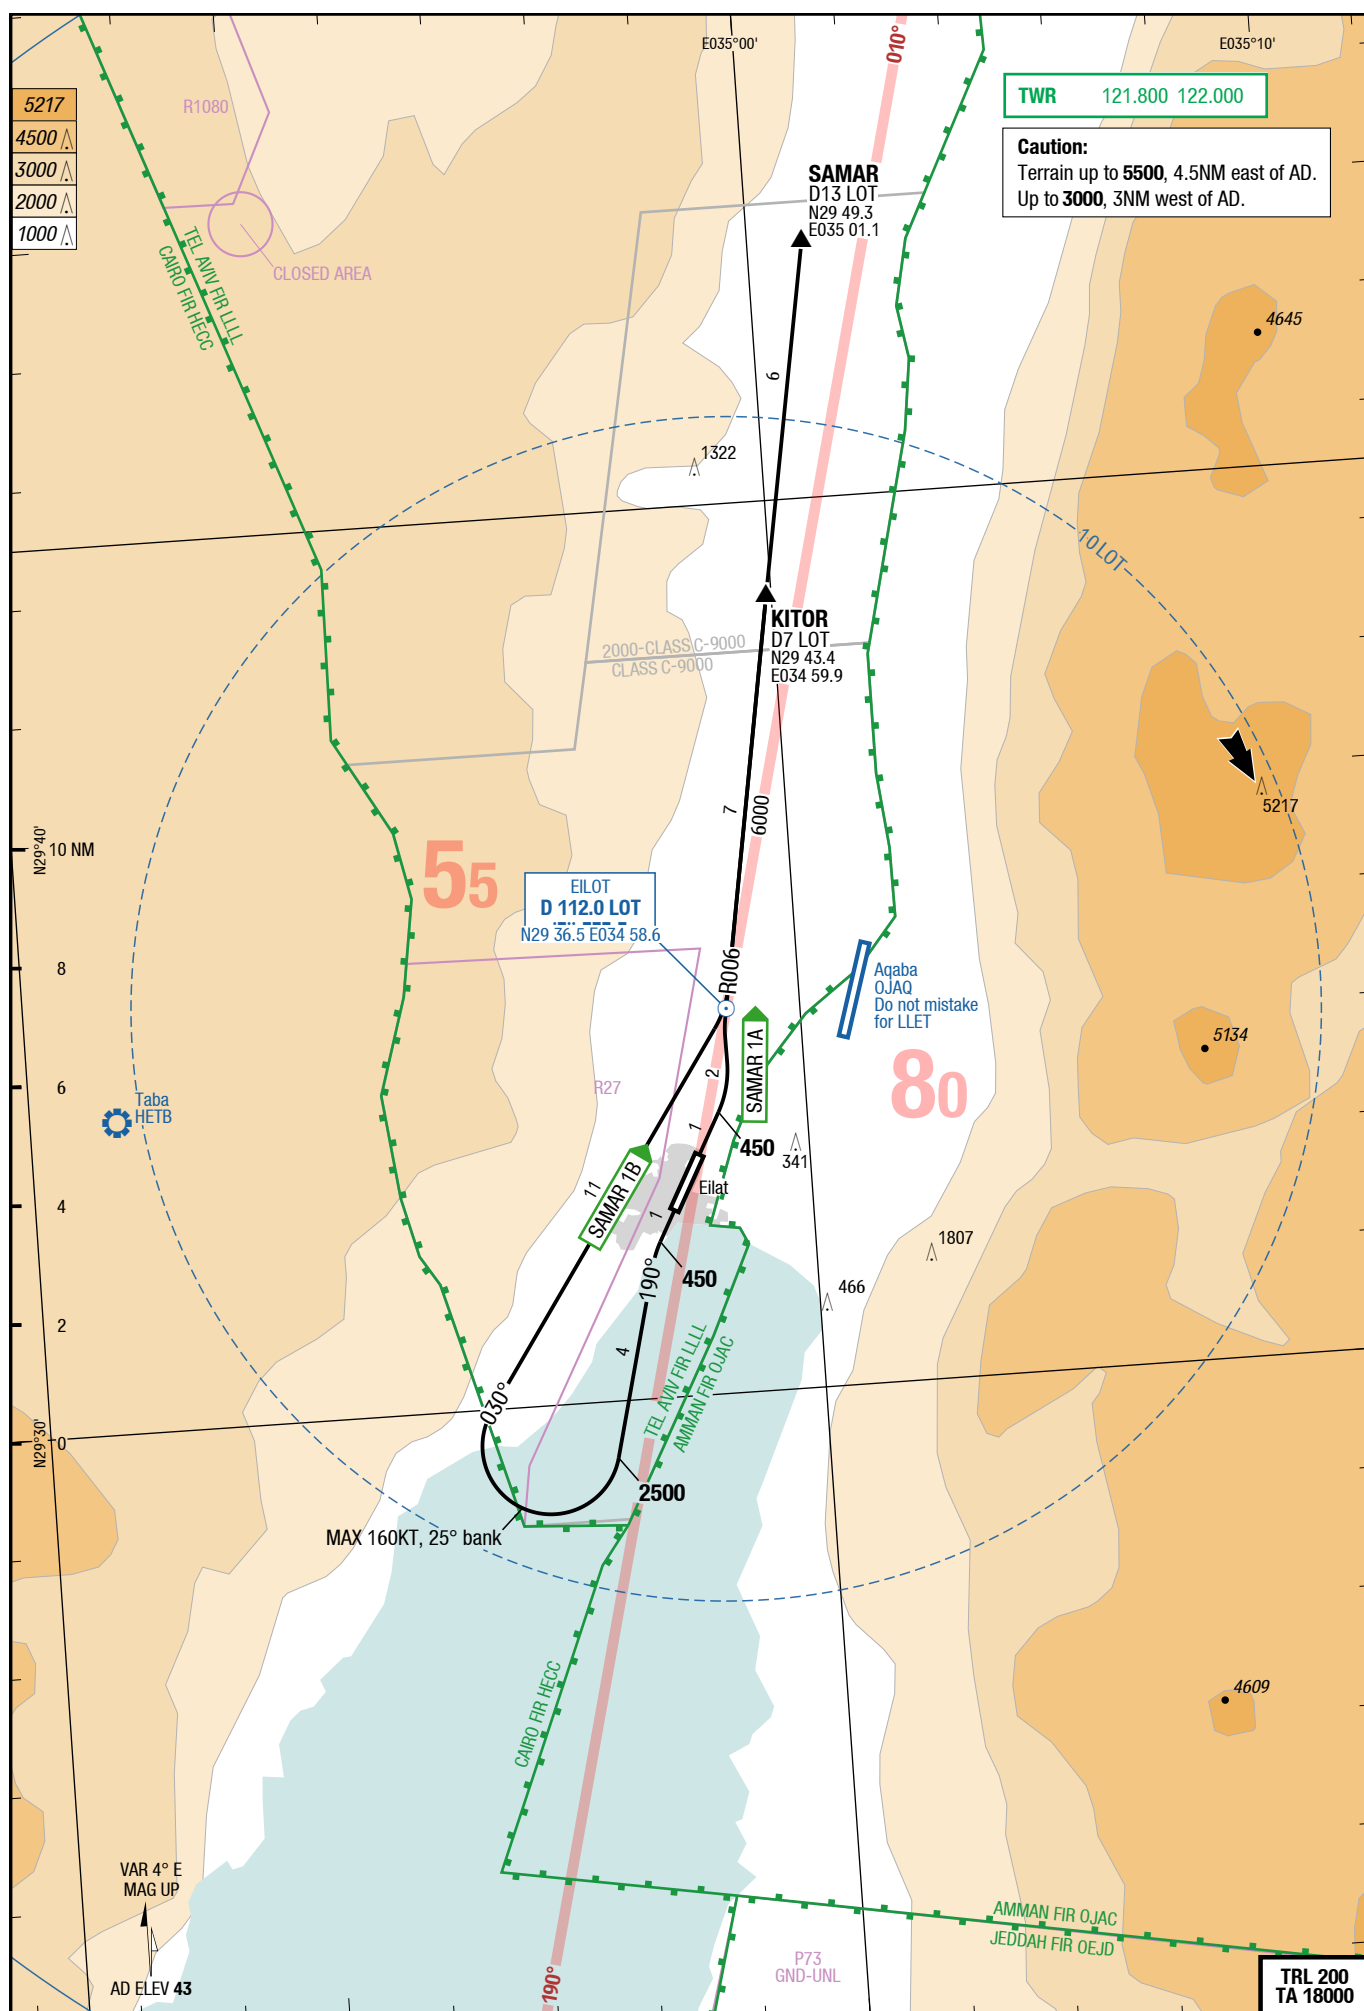 E035°00'
010°
E035°10'
TWR 121.800 122.000
Caution:
Terrain up to 5500, 4.5NM east of AD.
Up to 3000, 3NM west of AD.
5217
4500
3000
2000
1000
R1080
CLOSED AREA
TEL AVIV FIR LLLL
CAIRO FIR HECC
SAMAR
D13 LOT
N29 49.3
E035 01.1
4645
6
1322
10 LOT
KITOR
D7 LOT
N29 43.4
E034 59.9
2000-CLASS C-9000
CLASS C-9000
5217
7
6000
N29°40'
10 NM
55
EILOT
D 112.0 LOT
N29 36.5 E034 58.6
R006
8
Aqaba
OJAQ
Do not mistake
for LLET
5134
80
SAMAR 1A
2
R27
6
Taba
HETB
1
450
341
11
SAMAR 1B
Eilat
4
1
1807
190°
450
466
2
4
TEL AVIV FIR LLLL
AMMAN FIR OJAC
030°
N29°30'
0
2500
MAX 160KT, 25° bank
CAIRO FIR HECC
4609
VAR 4° E
MAG UP
AD ELEV 43
AMMAN FIR OJAC
JEDDAH FIR OEJD
P73
GND-UNL
190°
TRL 200
TA 18000